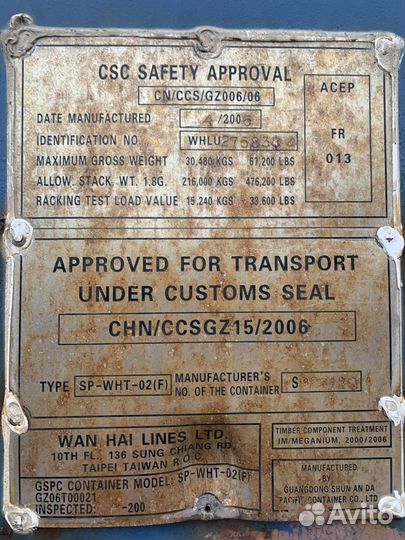 CSC SAFETY APPROVAL
CN/CCS/GZ006/06
DATE MANUFACTURED 4/2006
IDENTIFICATION NO. WHLU
MAXIMUM GROSS WEIGHT 30,480 KGS 67,200 LBS
ALLOW. STACK. WT. 1.8G. 216,000 KGS 476,200 LBS
RACKING TEST LOAD VALUE 15,240 KGS 33,600 LBS
ACEP
FR
013
APPROVED FOR TRANSPORT
UNDER CUSTOMS SEAL
CHN/CCSGZ15/2006
TYPE SP-WHT-02(F) MANUFACTURER'S
NO. OF THE CONTAINER
WAN HAI LINES LTD.
10TH FL., 136 SUNG CHIANG RD.
TAIPEI TAIWAN R.O.C.
GSPC CONTAINER MODEL: SP-WHT-02(F)
GZ06T00021
INSPECTED: -200
TIMBER COMPONENT TREATMENT
IM/MEGANIUM, 2000/2006
MANUFACTURED
BY
GUANGDONG SHUN AN DA
PACIFIC CONTAINER CO., LTD
Avito